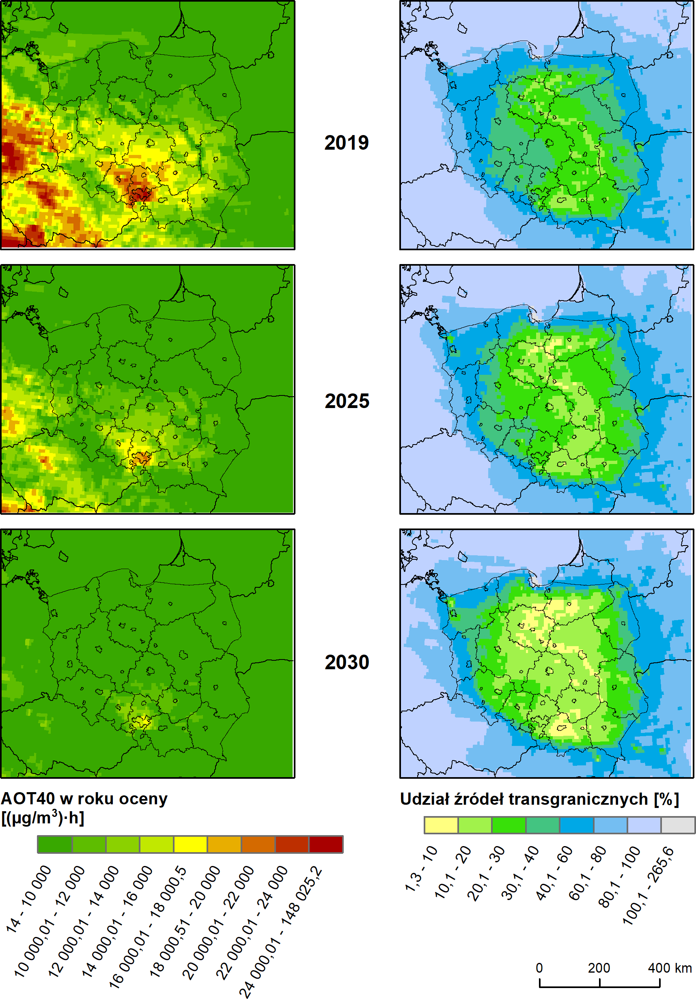 2019
2025
2030
AOT40 w roku oceny
[(µg/m³)·h]
14 - 10 000
10 000,01 - 12 000
12 000,01 - 14 000
14 000,01 - 16 000
16 000,01 - 18 000,5
18 000,51 - 20 000
20 000,01 - 22 000
22 000,01 - 24 000
24 000,01 - 148 025,2
Udział źródeł transgranicznych [%]
1,3 - 10
10,1 - 20
20,1 - 30
30,1 - 40
40,1 - 60
60,1 - 80
80,1 - 100
100,1 - 265,6
0 200 400 km